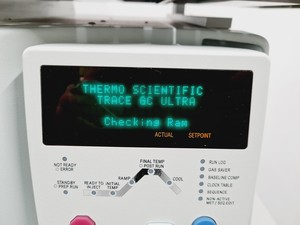 THERMO SCIENTIFIC
TRACE GC ULTRA
Checking Ram
ACTUAL SETPOINT
NOT READY
ERROR
STANDBY
PREP RUN
READY TO
INJECT
INITIAL
TEMP
RAMP
FINAL TEMP
POST RUN
COOL
RUN LOG
GAS SAVER
BASELINE COMP
CLOCK TABLE
SEQUENCE
NON-ACTIVE
MET / SEQ EDIT